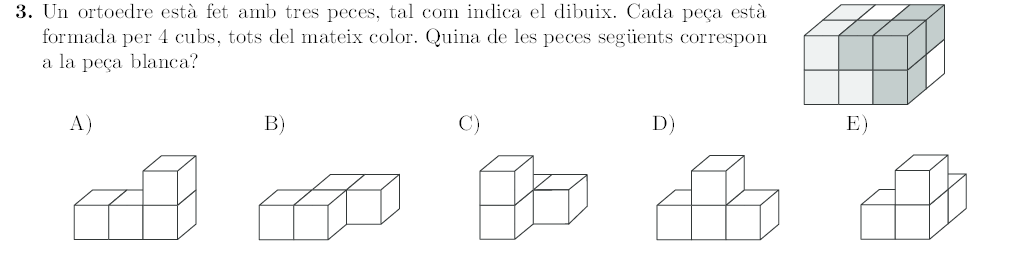 3. Un ortoedre està fet amb tres peces, tal com indica el dibuix. Cada peça està
formada per 4 cubs, tots del mateix color. Quina de les peces següents correspon
a la peça blanca?
A) B) C) D) E)